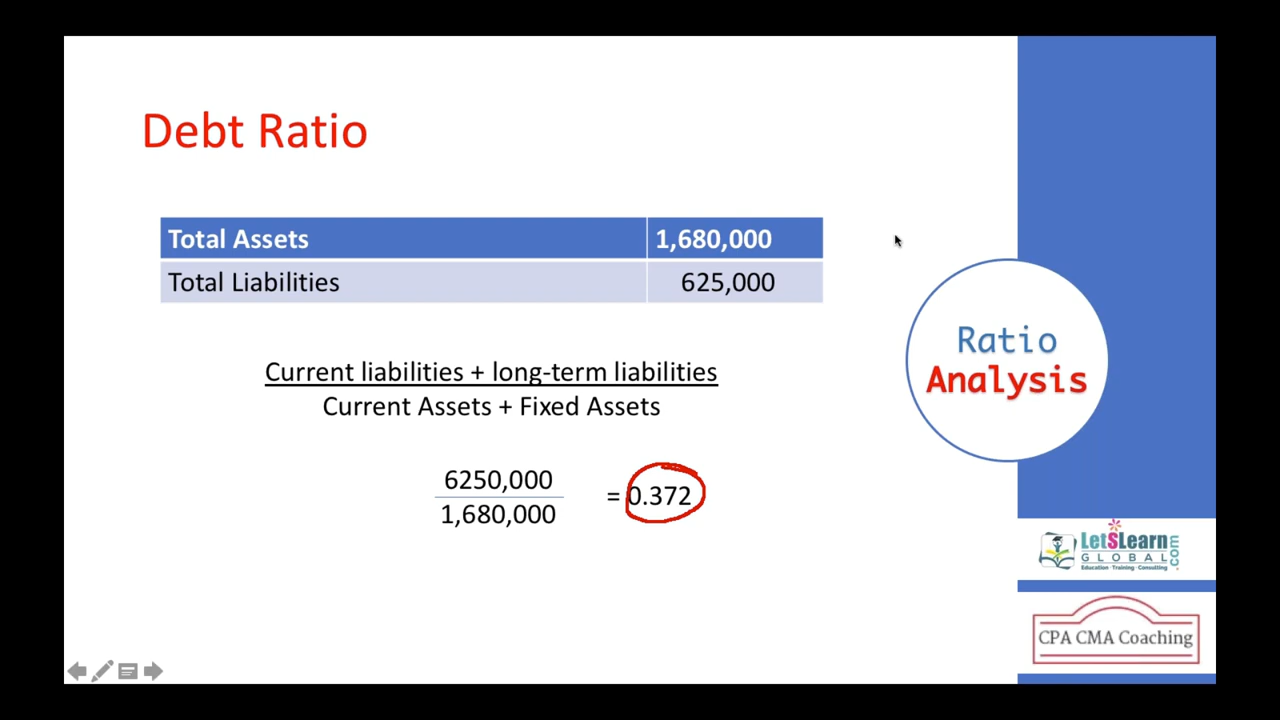 Debt Ratio
Total Assets 1,680,000
Total Liabilities 625,000
Current liabilities + long-term liabilities
Current Assets + Fixed Assets
6250,000
1,680,000
= 0.372
Ratio
Analysis
LetSLearn
GLOBAL.com
Education - Training - Consulting
CPA CMA Coaching